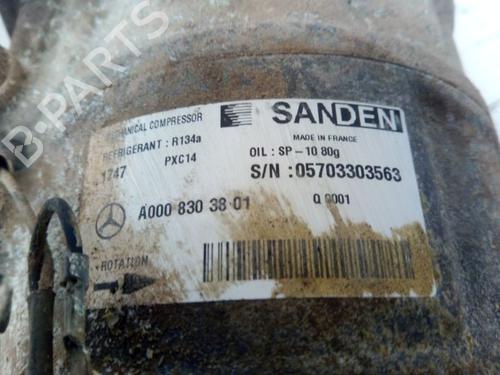 B-PARTS
MECHANICAL COMPRESSOR
REFRIGERANT : R134a
1747 PXC14
A000 830 38 01
ROTATION
SANDEN
MADE IN FRANCE
OIL : SP-10 80g
S/N : 05703303563
Q 0001